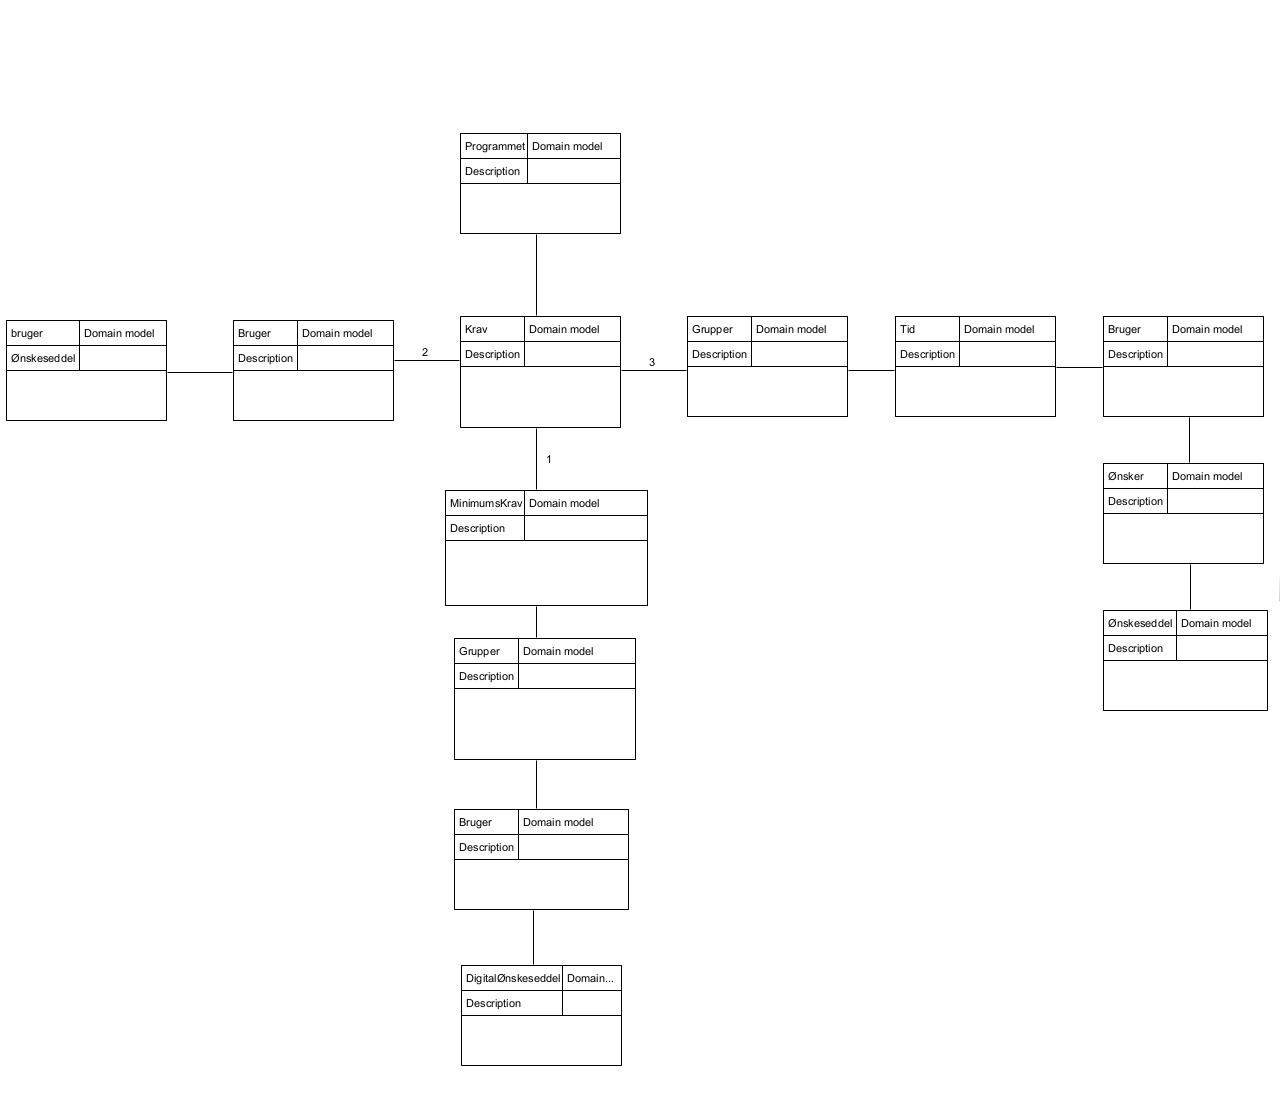 Programmet Domain model
Description
bruger Domain model
Ønskeseddel
Bruger Domain model
Description
2
Krav Domain model
Description
3
Grupper Domain model
Description
Tid Domain model
Description
Bruger Domain model
Description
1
Ønsker Domain model
Description
MinimumsKrav Domain model
Description
Ønskeseddel Domain model
Description
Grupper Domain model
Description
Bruger Domain model
Description
DigitalØnskeseddel Domain...
Description